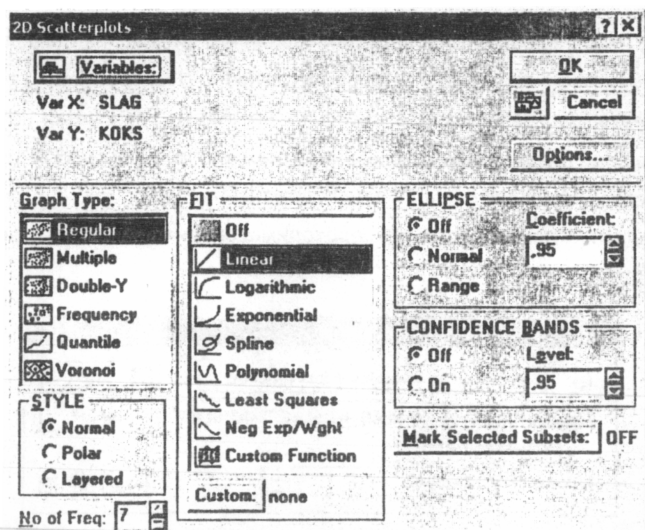 2D Scatterplots ? ×
Variables: OK
Var X: SLAG Cancel
Var Y: KOKS
Options...
Graph Type:
Regular
Multiple
Double-Y
Frequency
Quantile
Voronoi
STYLE
Normal
Polar
Layered
No of Freq: 7
FIT
Off
Linear
Logarithmic
Exponential
Spline
Polynomial
Least Squares
Neg Exp/Wght
Custom Function
Custom: none
ELLIPSE
Off
Normal
Range
Coefficient:
,95
CONFIDENCE BANDS
Off
On
Level:
,95
Mark Selected Subsets: OFF